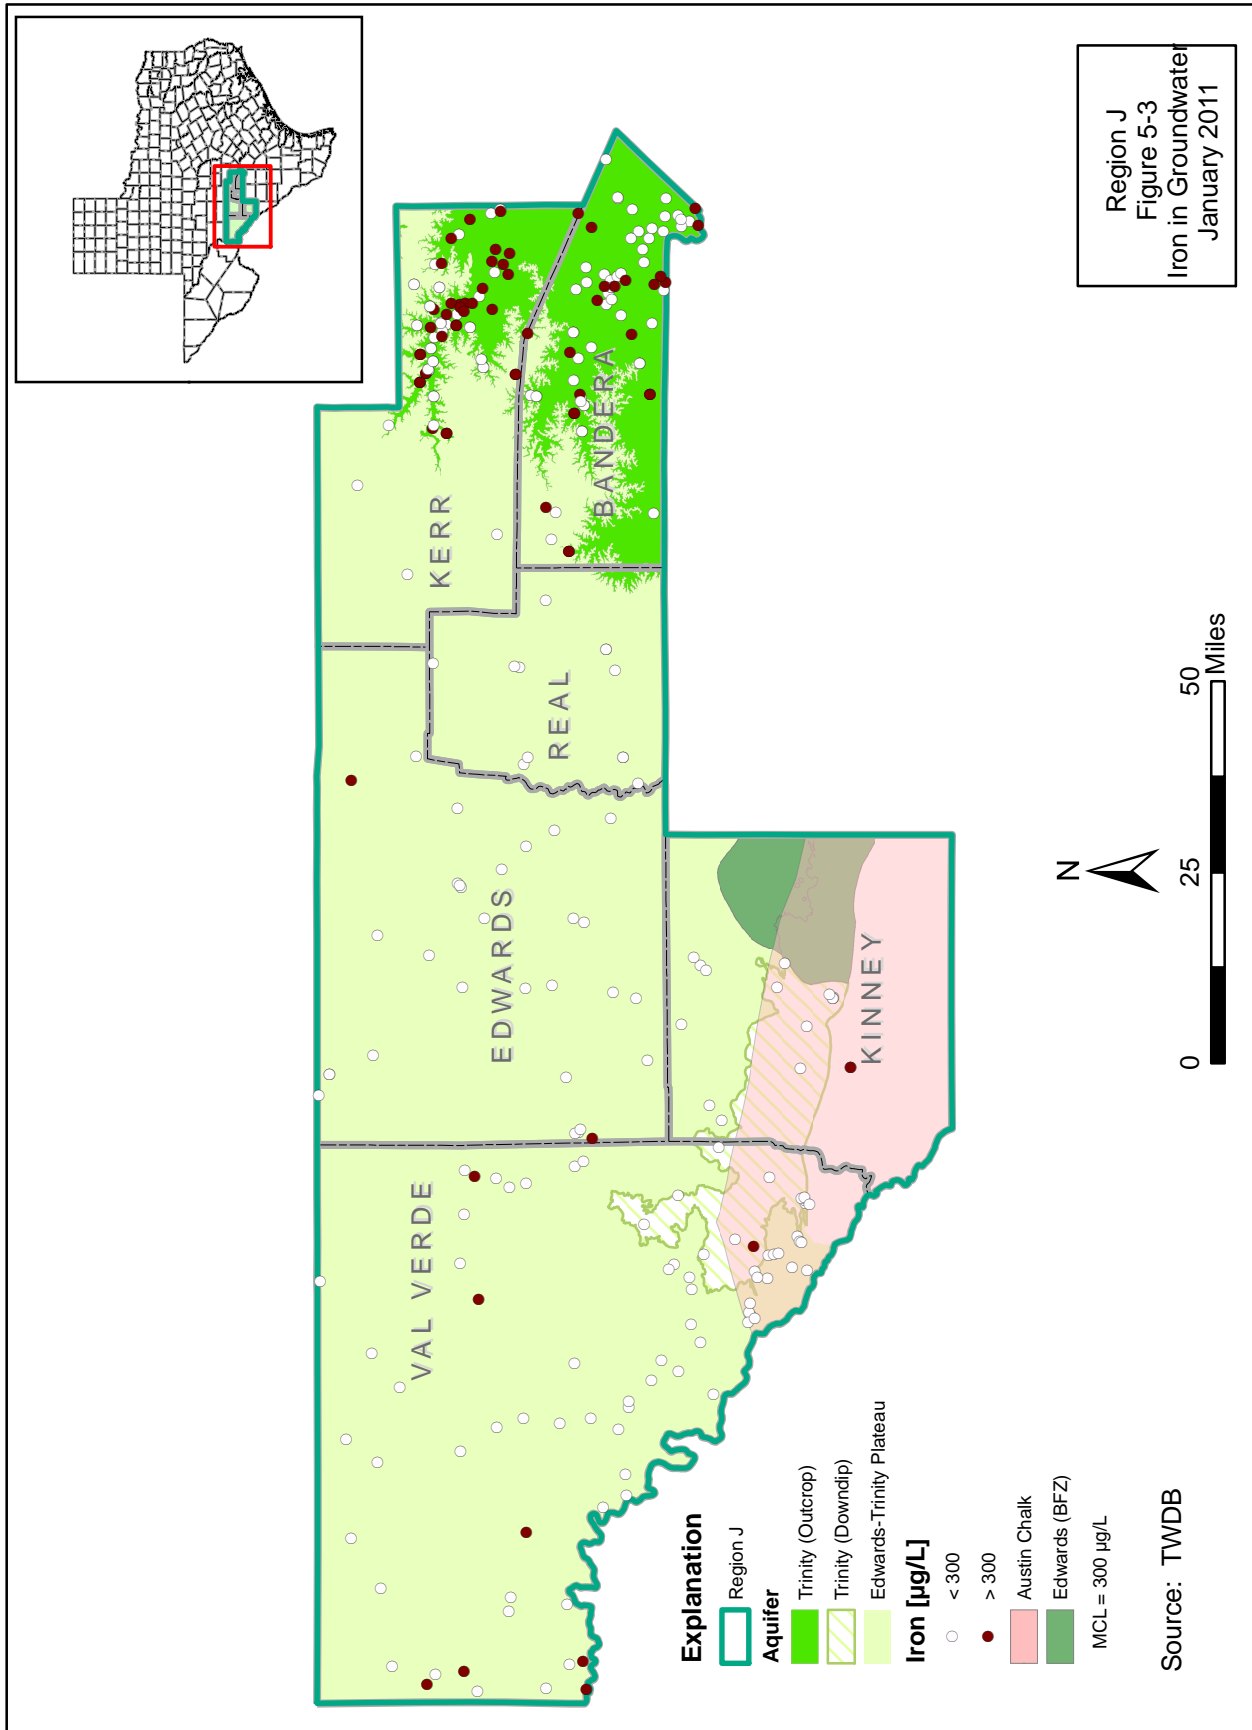 KERR
BANDERA
REAL
EDWARDS
KINNEY
VAL VERDE
N
0 25 50
Miles
Explanation
Region J
Aquifer
Trinity (Outcrop)
Trinity (Downdip)
Edwards-Trinity Plateau
Iron [µg/L]
< 300
> 300
Austin Chalk
Edwards (BFZ)
MCL = 300 µg/L
Source: TWDB
Region J
Figure 5-3
Iron in Groundwater
January 2011